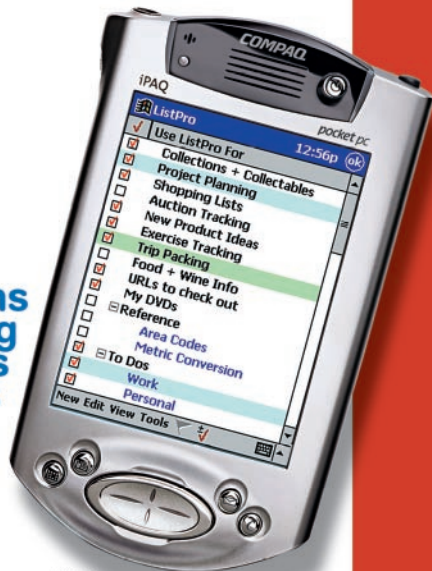 COMPAQ
iPAQ
pocket pc
ListPro
12:56p ok
Use ListPro For
Collections + Collectables
Project Planning
Shopping Lists
Auction Tracking
New Product Ideas
Exercise Tracking
Trip Packing
Food + Wine Info
URLs to check out
My DVDs
Reference
Area Codes
Metric Conversion
To Dos
Work
Personal
New Edit View Tools